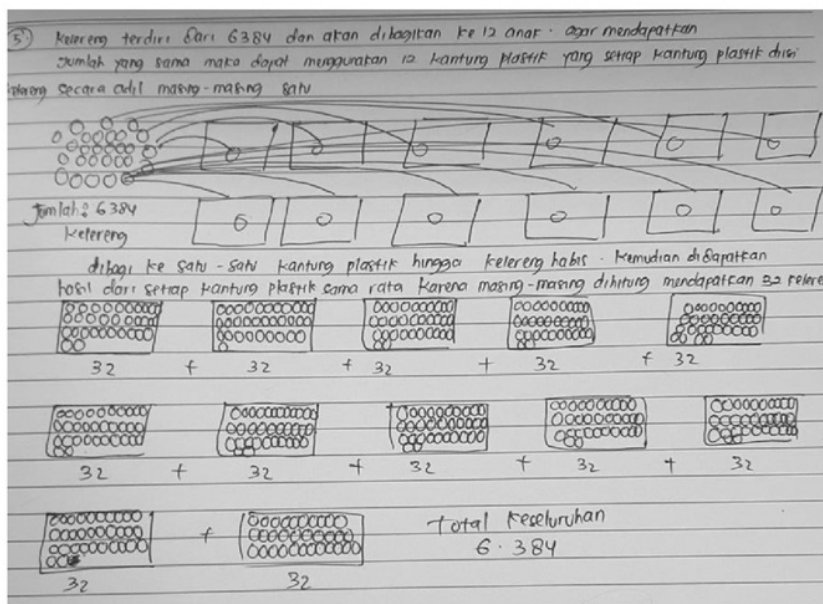 5 Kelereng terdiri dari 6384 dan akan dibagikan ke 12 anak. agar mendapatkan
Jumlah yang sama maka dapat menggunakan 12 kantung plastik yang setiap kantung plastik diisi
secara adil masing-masing satu
Jumlah: 6384
Kelereng
dibagi ke satu-satu kantung plastik hingga kelereng habis. kemudian didapatkan
hasil dari setiap kantung plastik sama rata karena masing-masing dihitung mendapatkan 32
32 + 32 + 32 + 32 + 32
32 + 32 + 32 + 32 + 32
+ Total Keseluruhan
6.384
32 32